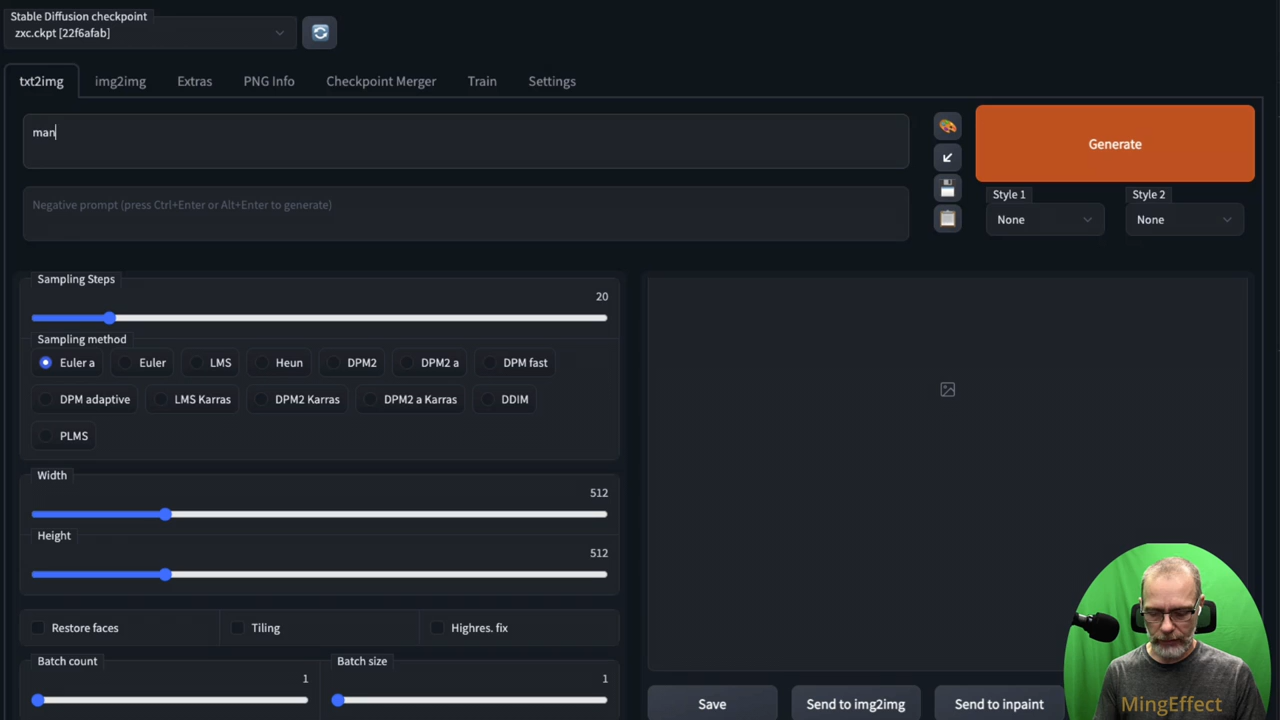 Stable Diffusion checkpoint
zxc.ckpt [22f6afab]
txt2img img2img Extras PNG Info Checkpoint Merger Train Settings
man
Generate
Negative prompt (press Ctrl+Enter or Alt+Enter to generate)
Style 1 Style 2
None None
Sampling Steps
20
Sampling method
Euler a Euler LMS Heun DPM2 DPM2 a DPM fast
DPM adaptive LMS Karras DPM2 Karras DPM2 a Karras DDIM
PLMS
Width
512
Height
512
Restore faces Tiling Highres. fix
Batch count Batch size
1 1
Save Send to img2img Send to inpaint
MingEffect